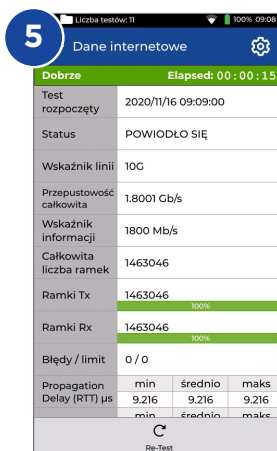 5
Liczba testów: 11
100% 09:08
Dane internetowe
Dobrze Elapsed: 00:00:15
Test rozpoczęty 2020/11/16 09:09:00
Status POWIODŁO SIĘ
Wskaźnik linii 10G
Przepustowość całkowita 1.8001 Gb/s
Wskaźnik informacji 1800 Mb/s
Całkowita liczba ramek 1463046
Ramki Tx 1463046
100%
Ramki Rx 1463046
100%
Błędy / limit 0 / 0
Propagation Delay (RTT) µs
min średnio maks
9.216 9.216 9.216
min średnio maks
Re-Test